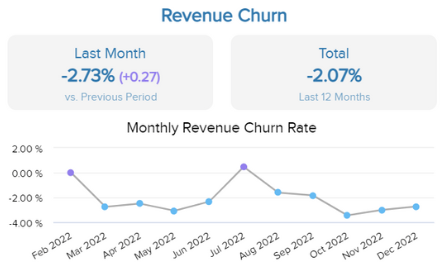 Revenue Churn
Last Month
-2.73% (+0.27)
vs. Previous Period
Total
-2.07%
Last 12 Months
Monthly Revenue Churn Rate
2.00 %
0.00 %
-2.00 %
-4.00 %
Feb 2022
Mar 2022
Apr 2022
May 2022
Jun 2022
Jul 2022
Aug 2022
Sep 2022
Oct 2022
Nov 2022
Dec 2022